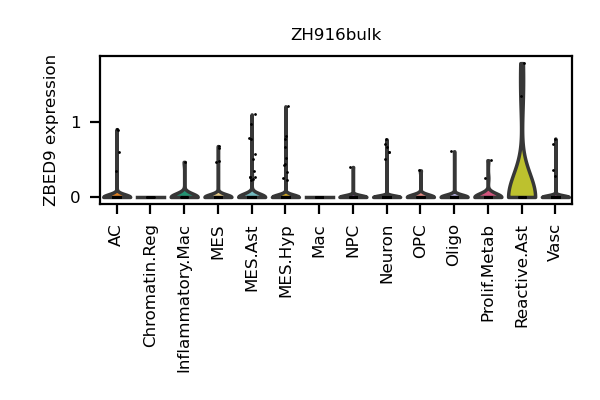 ZH916bulk
ZBED9 expression
1
0
AC
Chromatin.Reg
Inflammatory.Mac
MES
MES.Ast
MES.Hyp
Mac
NPC
Neuron
OPC
Oligo
Prolif.Metab
Reactive.Ast
Vasc